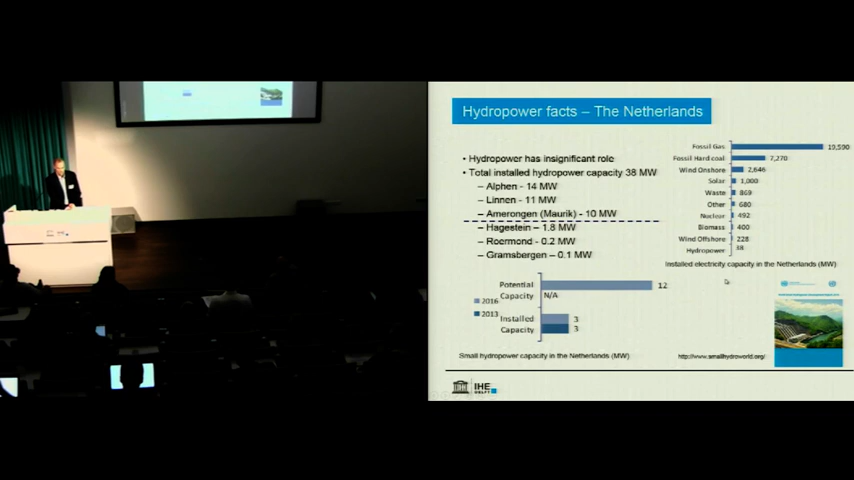 Hydropower facts – The Netherlands
• Hydropower has insignificant role
• Total installed hydropower capacity 38 MW
– Alphen - 14 MW
– Linnen - 11 MW
– Amerongen (Maurik) - 10 MW
– Hagestein – 1.8 MW
– Roermond - 0.2 MW
– Gramsbergen – 0.1 MW
Fossil Gas 19,590
Fossil Hard coal 7,270
Wind Onshore 2,646
Solar 1,000
Waste 869
Other 680
Nuclear 492
Biomass 400
Wind Offshore 228
Hydropower 38
Installed electricity capacity in the Netherlands (MW)
Potential Capacity 12
N/A
2016
2013
Installed Capacity 3
3
Small hydropower capacity in the Netherlands (MW)
http://www.smallhydroworld.org/
IHE
DELFT